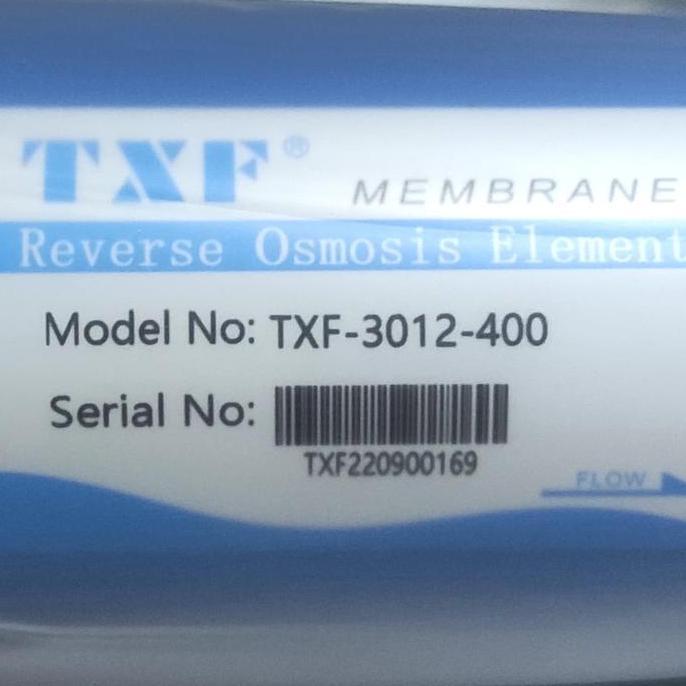 TXF®
MEMBRANE
Reverse Osmosis Element
Model No: TXF-3012-400
Serial No:
TXF220900169
FLOW